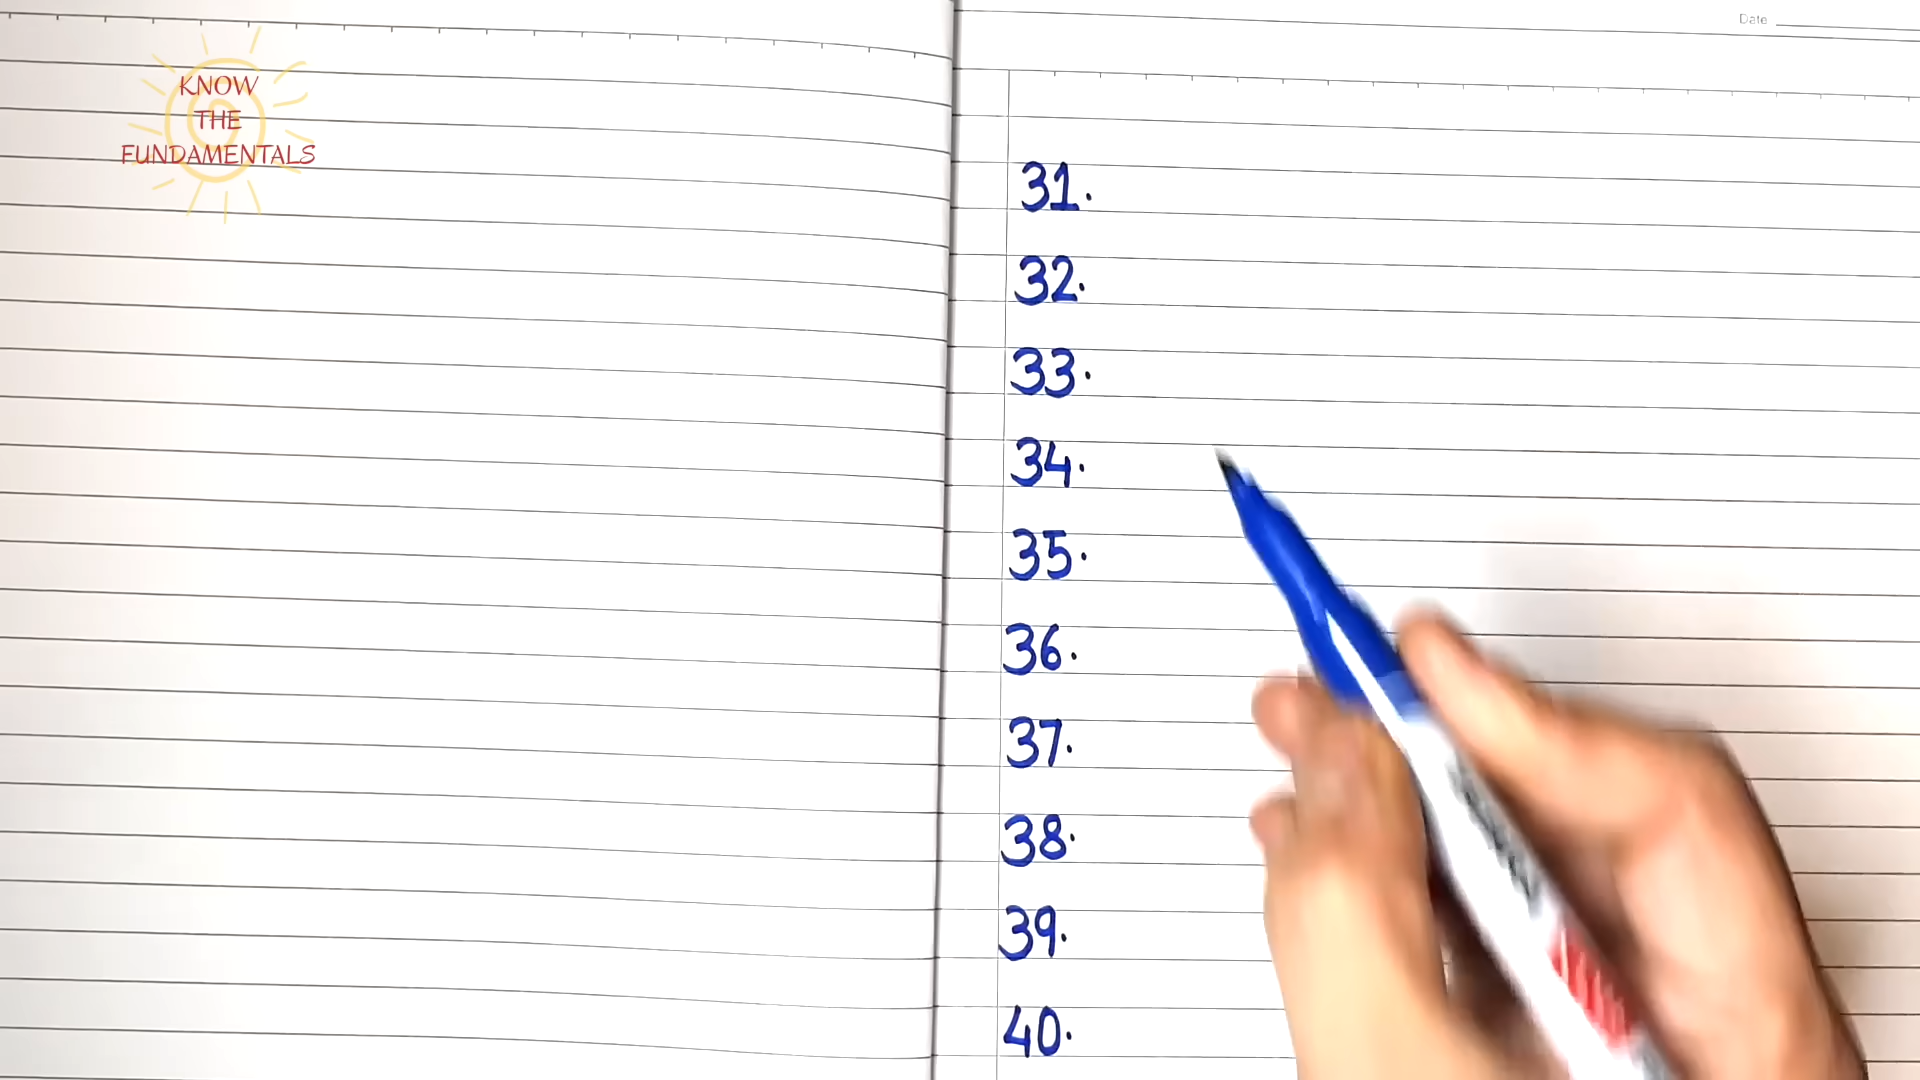 KNOW
THE
FUNDAMENTALS
Date
31.
32.
33.
34.
35.
36.
37.
38.
39.
40.